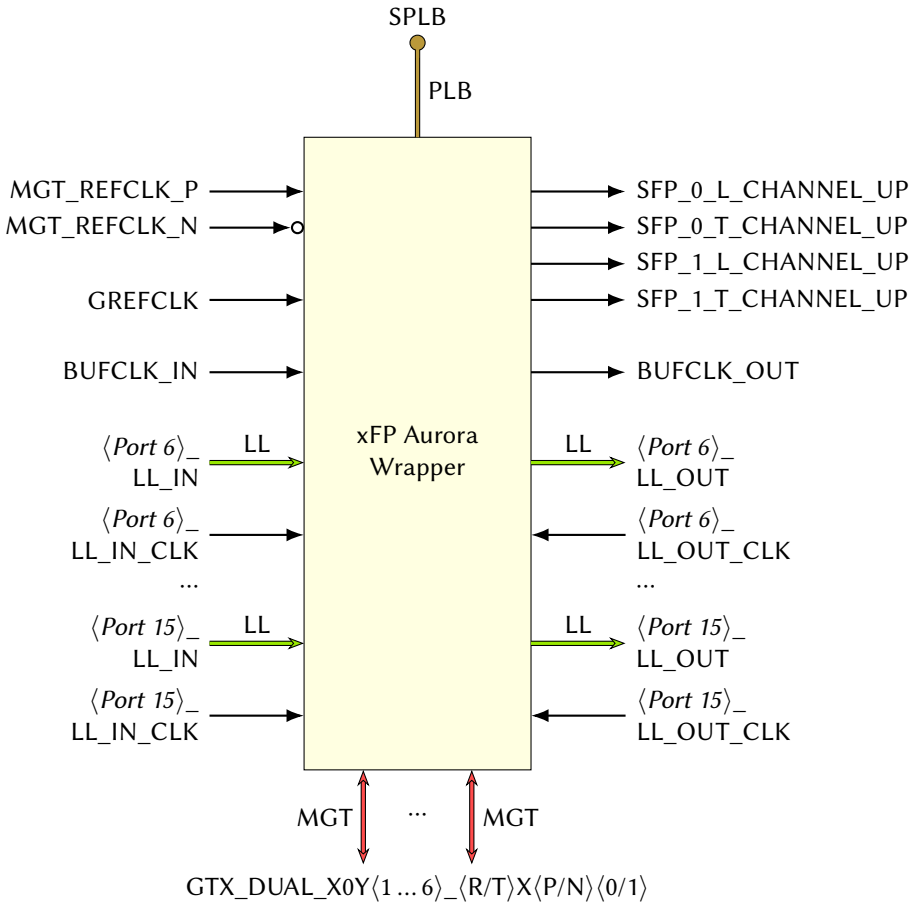 SPLB
PLB
MGT_REFCLK_P
SFP_0_L_CHANNEL_UP
MGT_REFCLK_N
SFP_0_T_CHANNEL_UP
SFP_1_L_CHANNEL_UP
GREFCLK
SFP_1_T_CHANNEL_UP
BUFCLK_IN
BUFCLK_OUT
xFP Aurora
Wrapper
⟨Port 6⟩_
LL_IN
LL
LL
⟨Port 6⟩_
LL_OUT
⟨Port 6⟩_
LL_IN_CLK
⟨Port 6⟩_
LL_OUT_CLK
...
...
⟨Port 15⟩_
LL_IN
LL
LL
⟨Port 15⟩_
LL_OUT
⟨Port 15⟩_
LL_IN_CLK
⟨Port 15⟩_
LL_OUT_CLK
MGT
...
MGT
GTX_DUAL_X0Y⟨1 ... 6⟩_⟨R/T⟩X⟨P/N⟩⟨0/1⟩